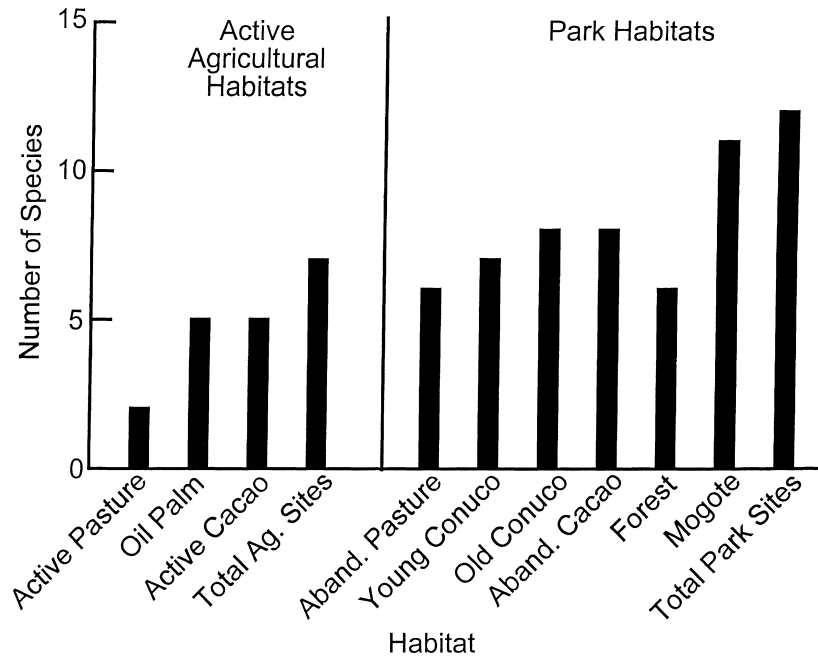 15
10
5
0
Number of Species
Active
Agricultural
Habitats
Park Habitats
Active Pasture
Oil Palm
Active Cacao
Total Ag. Sites
Aband. Pasture
Young Conuco
Old Conuco
Aband. Cacao
Forest
Mogote
Total Park Sites
Habitat